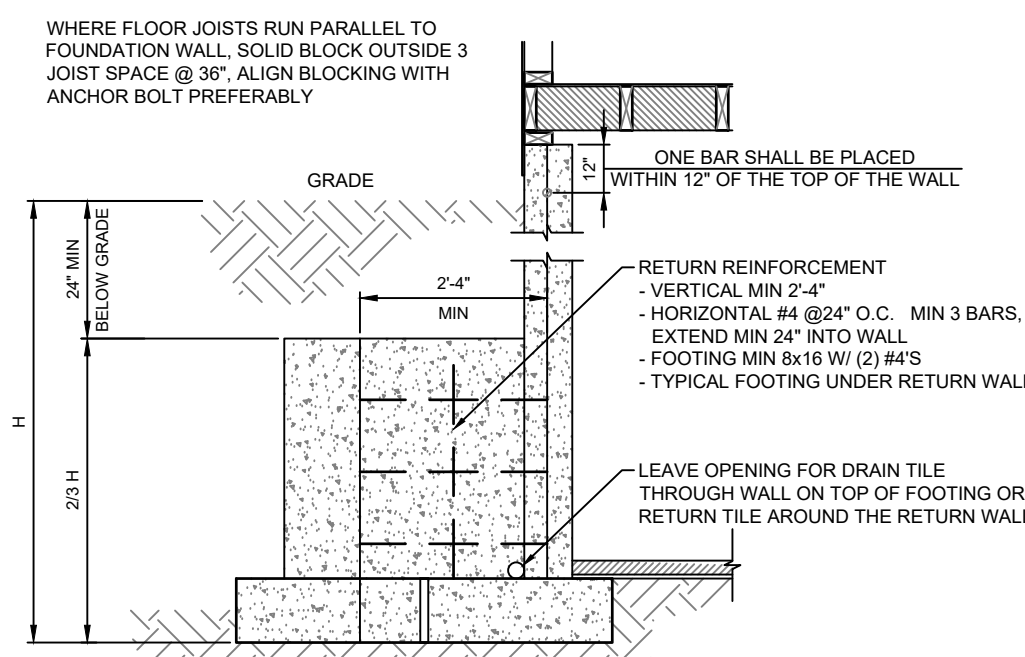 WHERE FLOOR JOISTS RUN PARALLEL TO
FOUNDATION WALL, SOLID BLOCK OUTSIDE 3
JOIST SPACE @ 36", ALIGN BLOCKING WITH
ANCHOR BOLT PREFERABLY
GRADE
12"
ONE BAR SHALL BE PLACED
WITHIN 12" OF THE TOP OF THE WALL
24" MIN
BELOW GRADE
2'-4"
MIN
RETURN REINFORCEMENT
- VERTICAL MIN 2'-4"
- HORIZONTAL #4 @24" O.C. MIN 3 BARS,
EXTEND MIN 24" INTO WALL
- FOOTING MIN 8x16 W/ (2) #4'S
- TYPICAL FOOTING UNDER RETURN WALL
H
2/3 H
LEAVE OPENING FOR DRAIN TILE
THROUGH WALL ON TOP OF FOOTING OR
RETURN TILE AROUND THE RETURN WALL